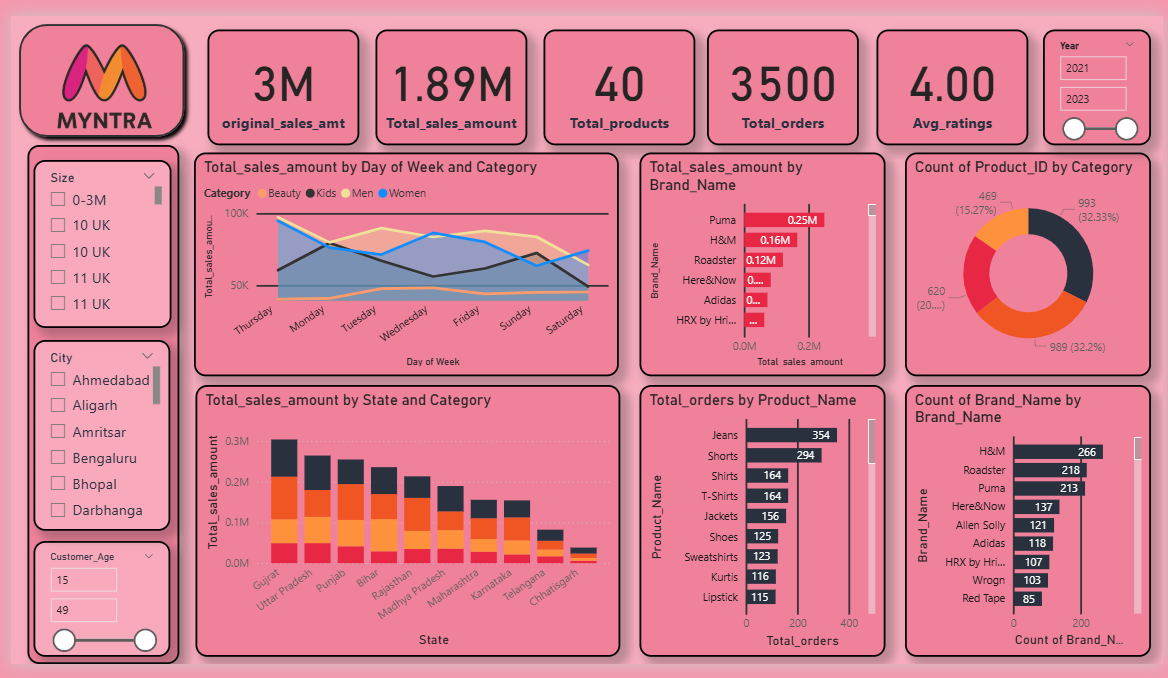 MYNTRA
3M
original_sales_amt
1.89M
Total_sales_amount
40
Total_products
3500
Total_orders
4.00
Avg_ratings
Year
2021
2023
Size
0-3M
10 UK
10 UK
11 UK
11 UK
City
Ahmedabad
Aligarh
Amritsar
Bengaluru
Bhopal
Darbhanga
Customer_Age
15
49
Total_sales_amount by Day of Week and Category
Category Beauty Kids Men Women
Total_sales_amou...
100K
50K
Thursday
Monday
Tuesday
Wednesday
Friday
Sunday
Saturday
Day of Week
Total_sales_amount by
Brand_Name
Brand_Name
Puma 0.25M
H&M 0.16M
Roadster 0.12M
Here&Now 0....
Adidas 0...
HRX by Hri... ...
0.0M 0.2M
Total sales amount
Count of Product_ID by Category
469
(15.27%)
993
(32.33%)
620
(20....)
989 (32.2%)
Total_sales_amount by State and Category
Total_sales_amount
0.3M
0.2M
0.1M
0.0M
Gujrat
Uttar Pradesh
Punjab
Bihar
Rajasthan
Madhya Pradesh
Maharashtra
Karnataka
Telangana
Chhatisgarh
State
Total_orders by Product_Name
Product_Name
Jeans 354
Shorts 294
Shirts 164
T-Shirts 164
Jackets 156
Shoes 125
Sweatshirts 123
Kurtis 116
Lipstick 115
0 200 400
Total_orders
Count of Brand_Name by
Brand_Name
Brand_Name
H&M 266
Roadster 218
Puma 213
Here&Now 137
Allen Solly 121
Adidas 118
HRX by Hri... 107
Wrogn 103
Red Tape 85
0 200
Count of Brand_N...